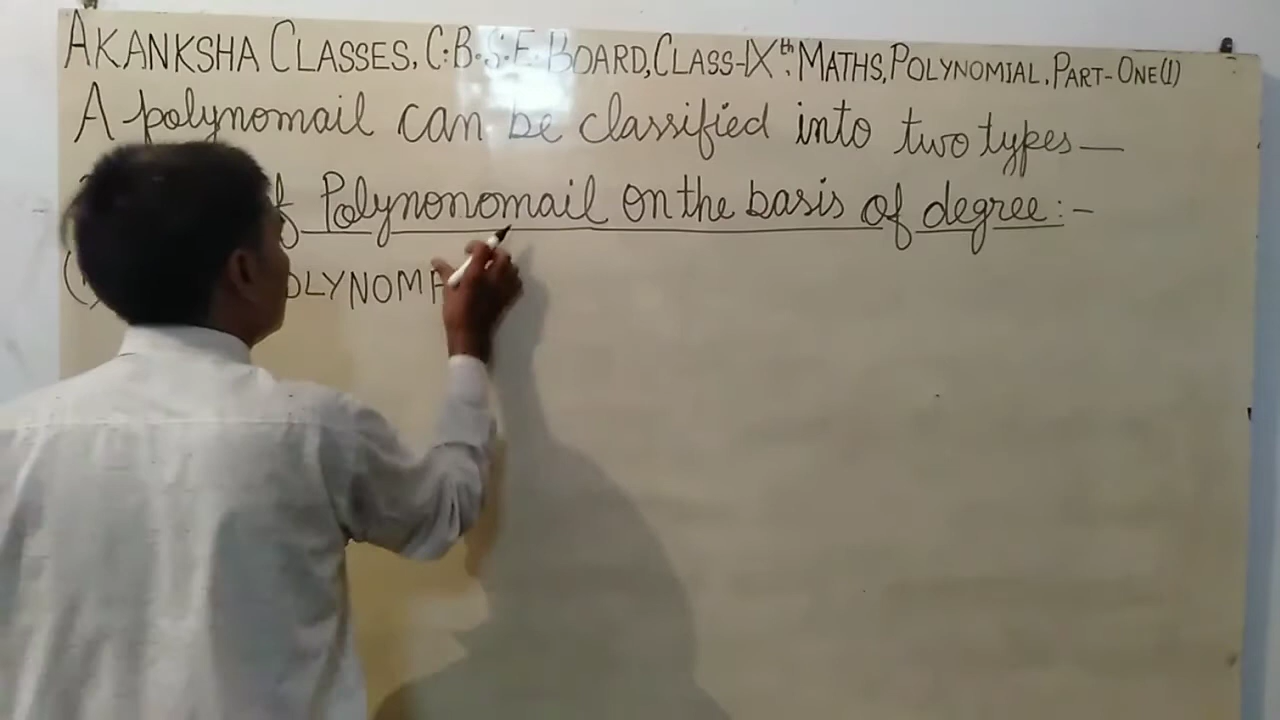 AKANKSHA CLASSES, C.B.S.E. BOARD, CLASS-IXth. MATHS, POLYNOMIAL. PART-ONE(1)
A polynomail can be classified into two types—
Polynonomail on the basis of degree:-